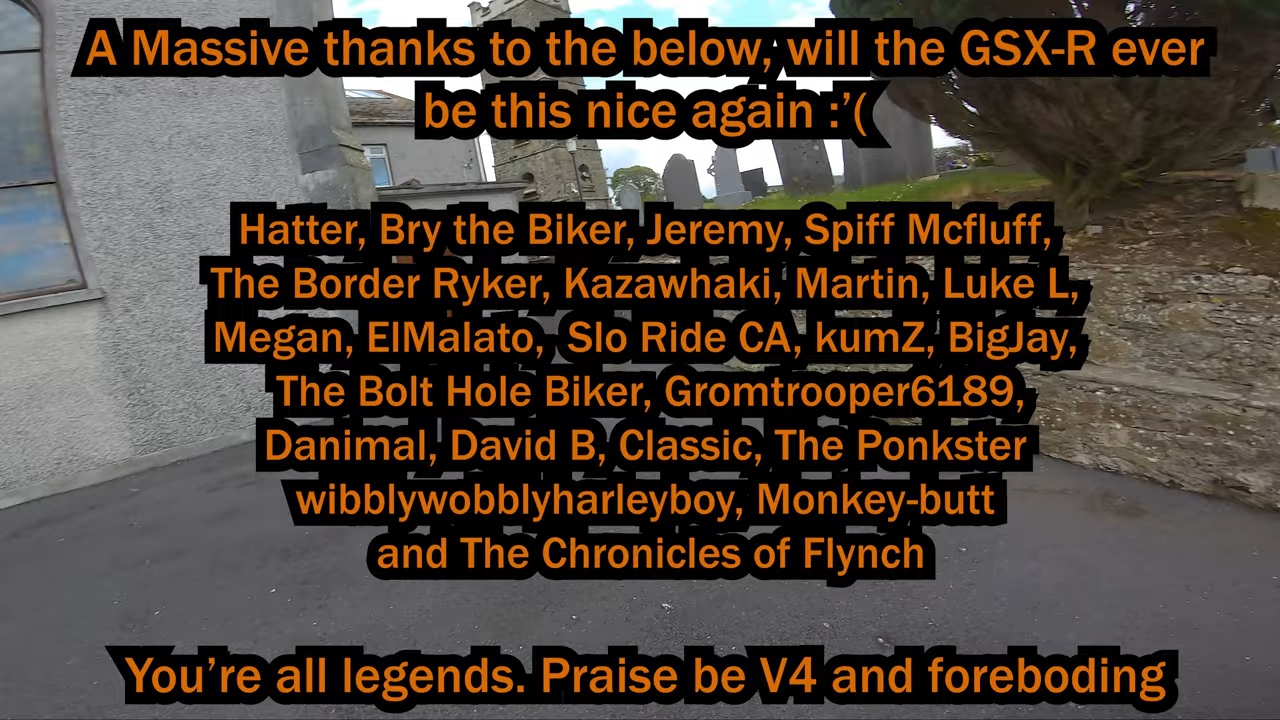 A Massive thanks to the below, will the GSX-R ever
be this nice again :’(
Hatter, Bry the Biker, Jeremy, Spiff Mcfluff,
The Border Ryker, Kazawhaki, Martin, Luke L,
Megan, ElMalato, Slo Ride CA, kumZ, BigJay,
The Bolt Hole Biker, Gromtrooper6189,
Danimal, David B, Classic, The Ponkster
wibblywobblyharleyboy, Monkey-butt
and The Chronicles of Flynch
You’re all legends. Praise be V4 and foreboding